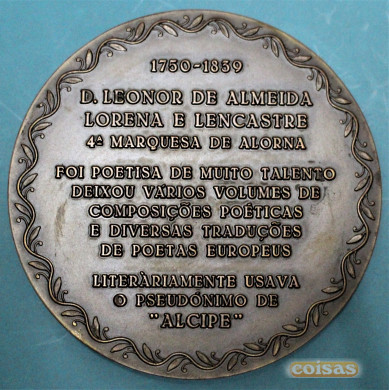 1750-1839
D. LEONOR DE ALMEIDA
LORENA E LENCASTRE
4ª MARQUESA DE ALORNA
FOI POETISA DE MUITO TALENTO
DEIXOU VÁRIOS VOLUMES DE
COMPOSIÇÕES POÉTICAS
E DIVERSAS TRADUÇÕES
DE POETAS EUROPEUS
LITERÀRIAMENTE USAVA
O PSEUDÓNIMO DE
"ALCIPE"
coisas